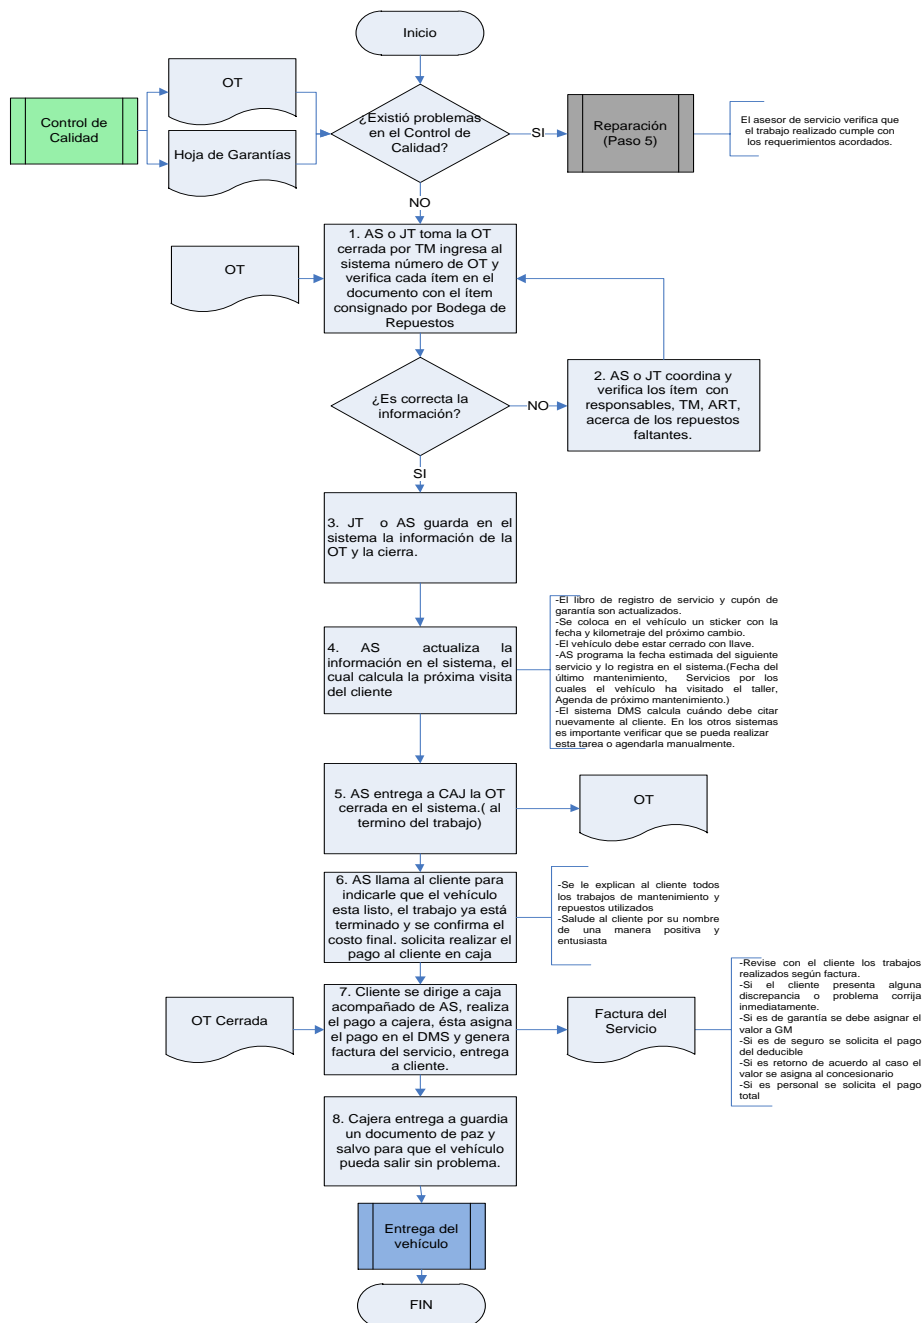 Inicio
OT
Control de
Calidad
Hoja de Garantías
¿Existió problemas
en el Control de
Calidad?
SI
Reparación
(Paso 5)
El asesor de servicio verifica que
el trabajo realizado cumple con
los requerimientos acordados.
NO
OT
1. AS o JT toma la OT
cerrada por TM ingresa al
sistema número de OT y
verifica cada ítem en el
documento con el ítem
consignado por Bodega de
Repuestos
¿Es correcta la
información?
NO
2. AS o JT coordina y
verifica los ítem con
responsables, TM, ART,
acerca de los repuestos
faltantes.
SI
3. JT o AS guarda en el
sistema la información de la
OT y la cierra.
4. AS actualiza la
información en el sistema, el
cual calcula la próxima visita
del cliente
-El libro de registro de servicio y cupón de
garantía son actualizados.
-Se coloca en el vehículo un sticker con la
fecha y kilometraje del próximo cambio.
-El vehículo debe estar cerrado con llave.
-AS programa la fecha estimada del siguiente
servicio y lo registra en el sistema.(Fecha del
último mantenimiento, Servicios por los
cuales el vehículo ha visitado el taller,
Agenda de próximo mantenimiento.)
-El sistema DMS calcula cuándo debe citar
nuevamente al cliente. En los otros sistemas
es importante verificar que se pueda realizar
esta tarea o agendarla manualmente.
5. AS entrega a CAJ la OT
cerrada en el sistema.( al
termino del trabajo)
OT
6. AS llama al cliente para
indicarle que el vehículo
esta listo, el trabajo ya está
terminado y se confirma el
costo final. solicita realizar el
pago al cliente en caja
-Se le explican al cliente todos
los trabajos de mantenimiento y
repuestos utilizados
-Salude al cliente por su nombre
de una manera positiva y
entusiasta
OT Cerrada
7. Cliente se dirige a caja
acompañado de AS, realiza
el pago a cajera, ésta asigna
el pago en el DMS y genera
factura del servicio, entrega
a cliente.
Factura del
Servicio
-Revise con el cliente los trabajos
realizados según factura.
-Si el cliente presenta alguna
discrepancia o problema corrija
inmediatamente.
-Si es de garantía se debe asignar el
valor a GM
-Si es de seguro se solicita el pago
del deducible
-Si es retorno de acuerdo al caso el
valor se asigna al concesionario
-Si es personal se solicita el pago
total
8. Cajera entrega a guardia
un documento de paz y
salvo para que el vehículo
pueda salir sin problema.
Entrega del
vehículo
FIN